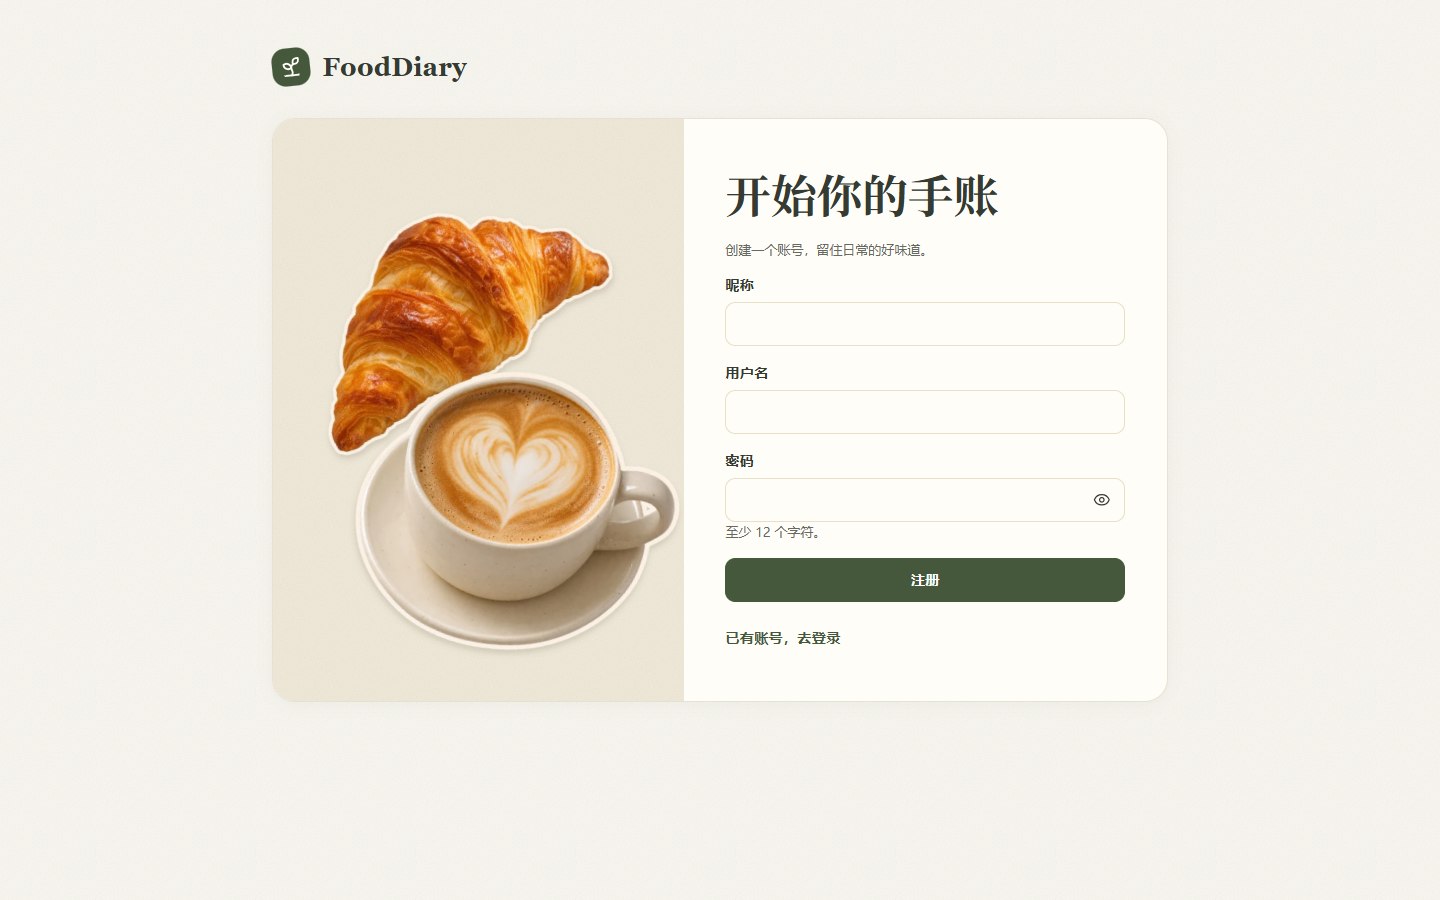 FoodDiary
开始你的手账
创建一个账号，留住日常的好味道。
昵称
用户名
密码
至少 12 个字符。
注册
已有账号，去登录